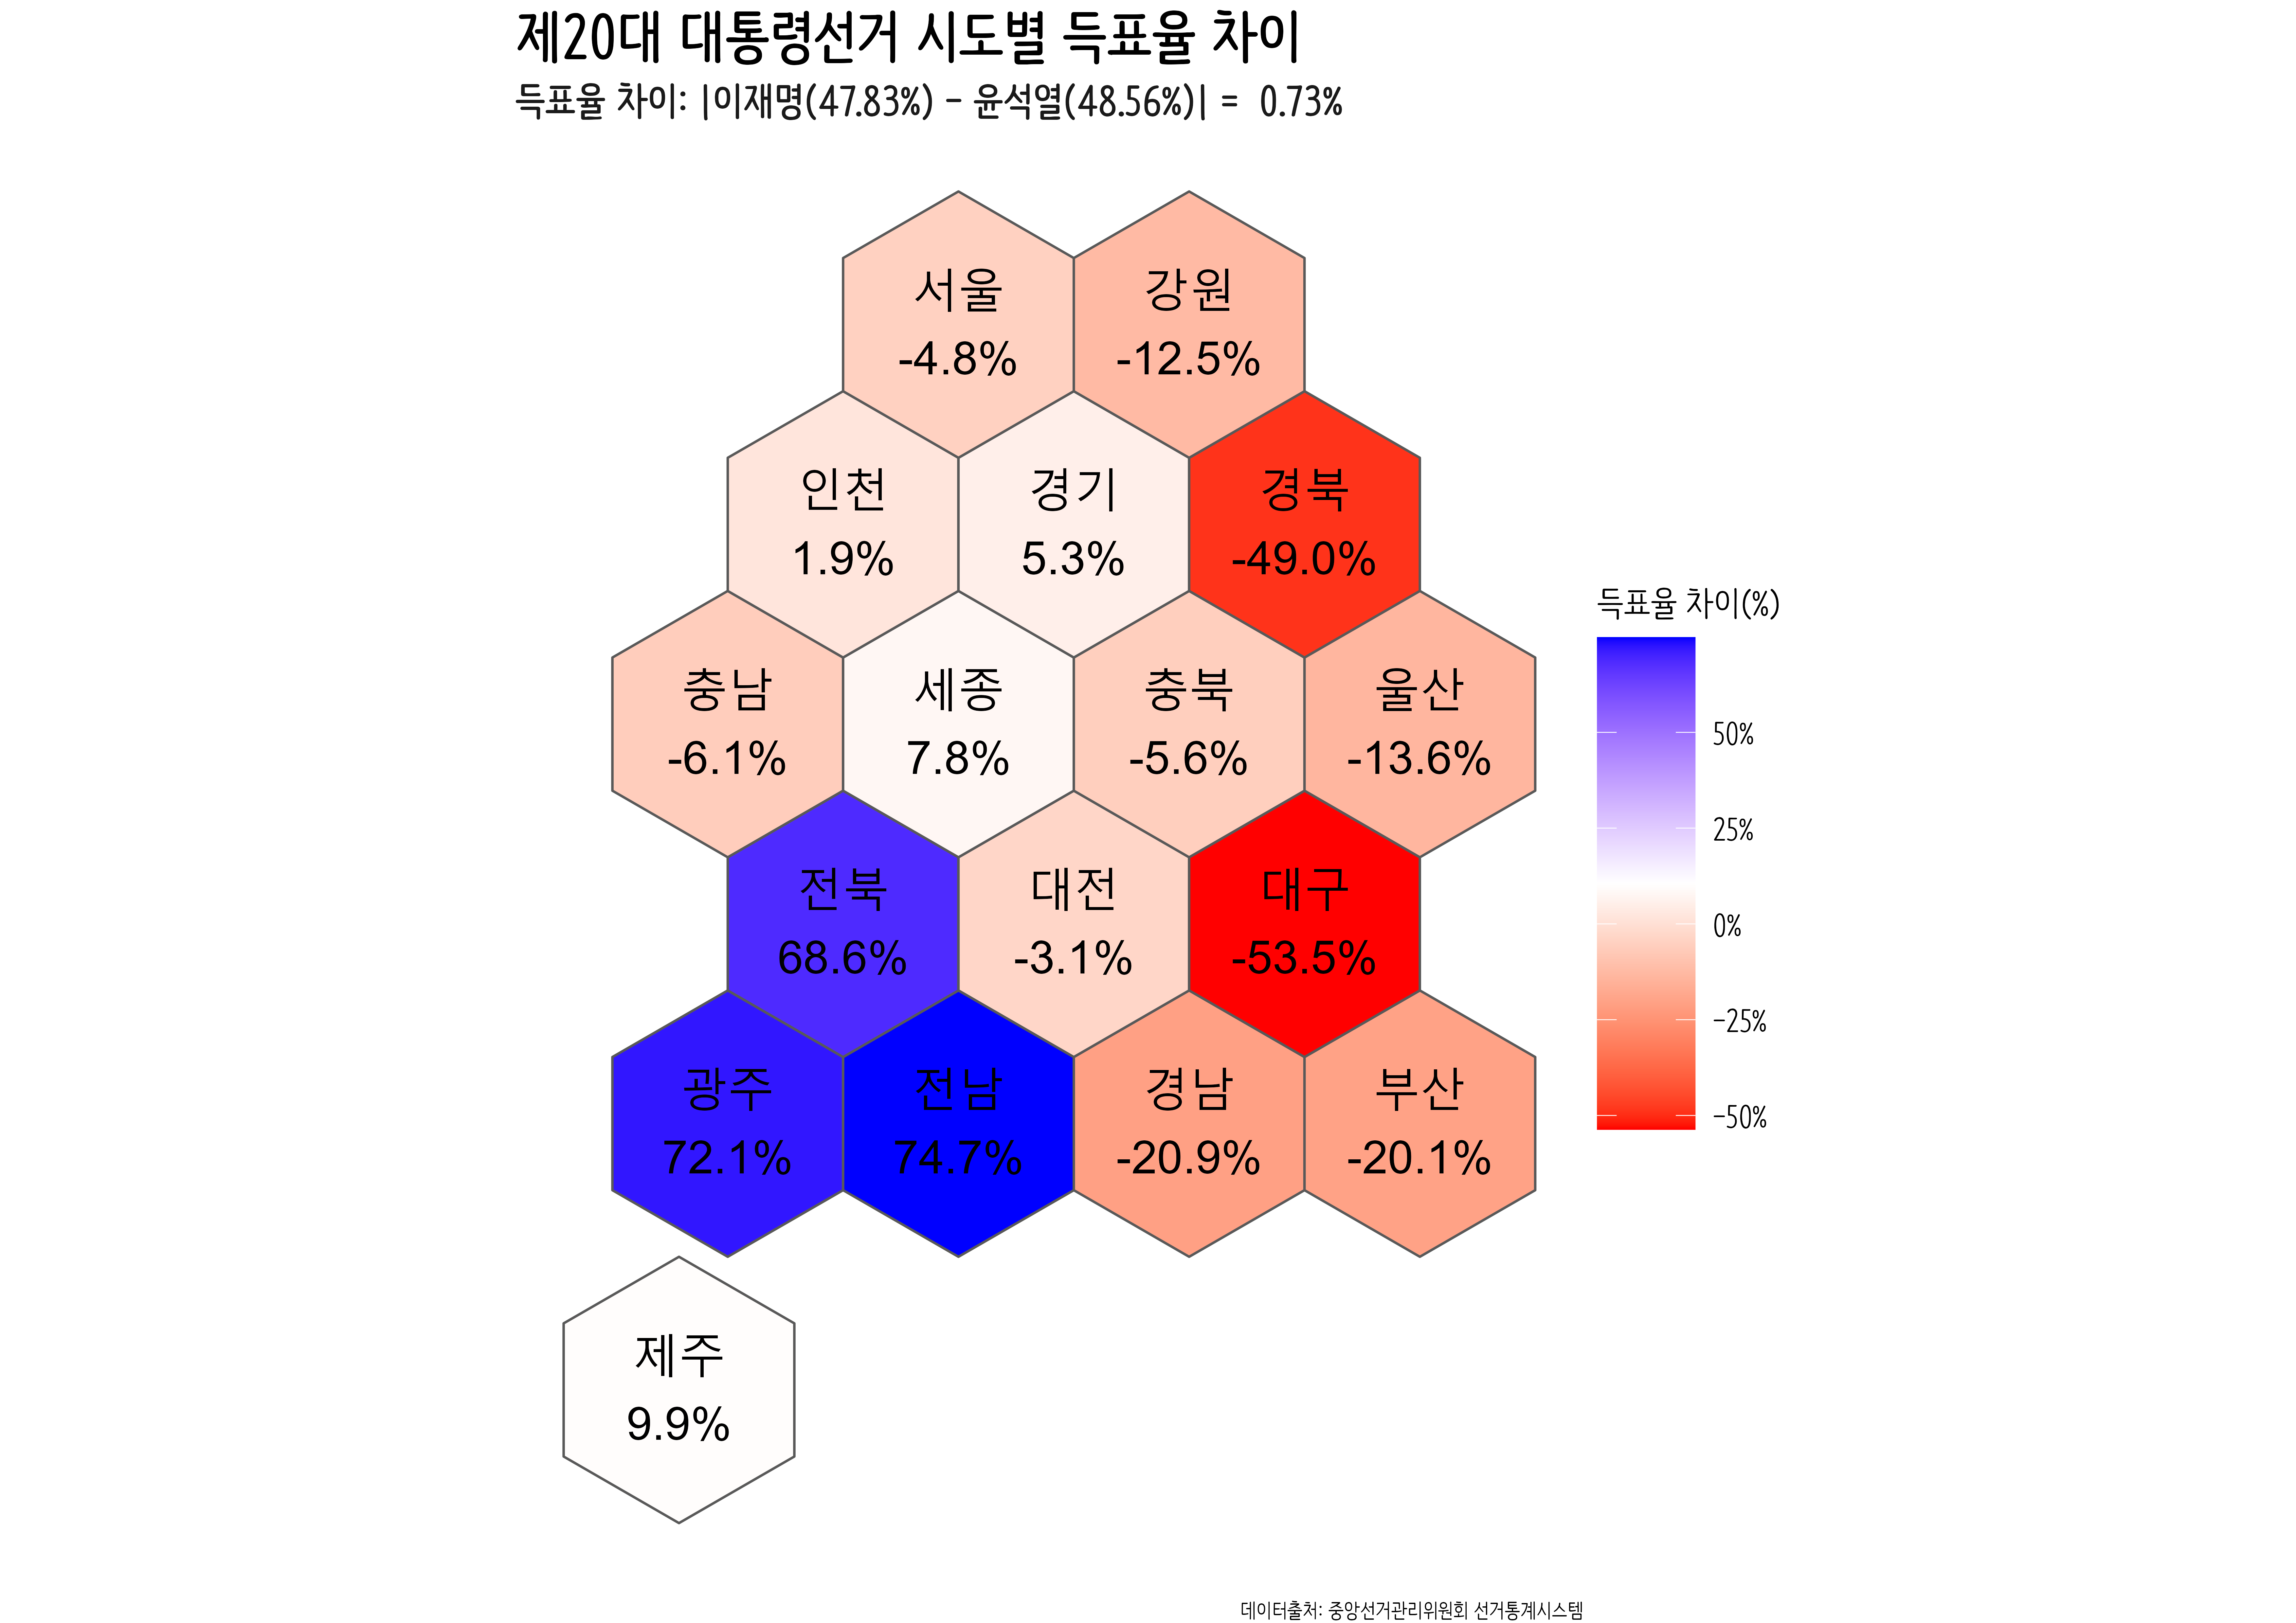 제20대 대통령선거 시도별 득표율 차이
득표율 차이: |이재명(47.83%) - 윤석열(48.56%)| = 0.73%
서울
-4.8%
강원
-12.5%
인천
1.9%
경기
5.3%
경북
-49.0%
충남
-6.1%
세종
7.8%
충북
-5.6%
울산
-13.6%
전북
68.6%
대전
-3.1%
대구
-53.5%
광주
72.1%
전남
74.7%
경남
-20.9%
부산
-20.1%
제주
9.9%
득표율 차이(%)
50%
25%
0%
-25%
-50%
데이터출처: 중앙선거관리위원회 선거통계시스템